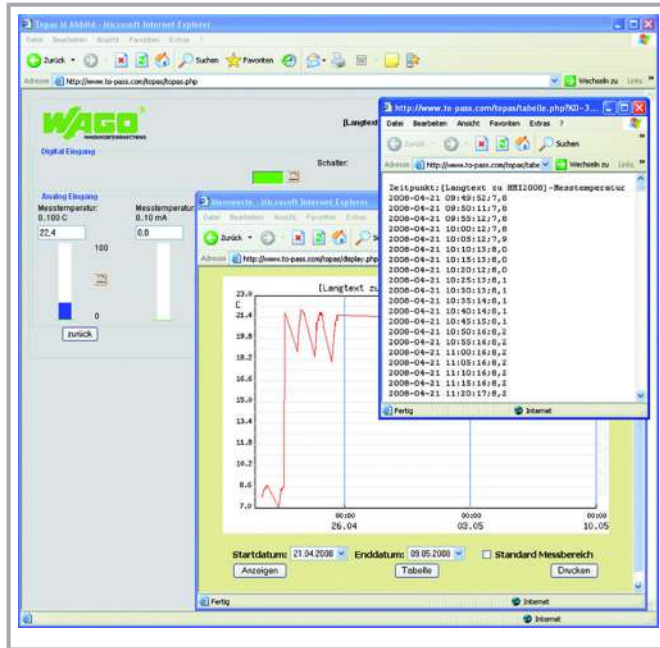 Topas M Abbild - Microsoft Internet Explorer
Datei Bearbeiten Ansicht Favoriten Extras ?
Zurück Suchen Favoriten
Adresse http://www.to-pass.com/topas/topas.php Wechseln zu Links
WAGO
[Langtext
Digital Eingang
Schalter:
Analog Eingang
Messtemperatur: Messtemperatur
0..100 C 0..10 mA
22,4 0,0
100
0
zurück
http://www.to-pass.com/topas/tabelle.php?KD-3...
Datei Bearbeiten Ansicht Favoriten Extras ?
Zurück Suchen
Adresse http://www.to-pass.com/topas/tabe Wechseln zu Links
Zeitpunkt;[Langtext zu HMI2008]-Messtemperatur
2008-04-21 09:49:52;7,8
2008-04-21 09:50:11;7,8
2008-04-21 09:55:12;7,8
2008-04-21 10:00:12;7,8
2008-04-21 10:05:12;7,9
2008-04-21 10:10:13;8,0
2008-04-21 10:15:13;8,0
2008-04-21 10:20:12;8,0
2008-04-21 10:25:13;8,1
2008-04-21 10:30:13;8,1
2008-04-21 10:35:14;8,1
2008-04-21 10:40:14;8,1
2008-04-21 10:45:15;8,1
2008-04-21 10:50:16;8,2
2008-04-21 10:55:16;8,2
2008-04-21 11:00:16;8,2
2008-04-21 11:05:16;8,2
2008-04-21 11:10:16;8,2
2008-04-21 11:15:16;8,2
2008-04-21 11:20:17;8,2
Fertig Internet
Messwerte - Microsoft Internet Explorer
Datei Bearbeiten Ansicht Favoriten Extras ?
Zurück
Adresse http://www.to-pass.com/topas/display.php
[Langtext zu
23.0
C
21.4
19.8
18.2
16.6
15.0
13.4
11.8
10.2
8.6
7.0
00:00 00:00 00:00
26.04 03.05 10.05
Startdatum: 21.04.2008 Enddatum: 09.05.2008 Standard Messbereich
Anzeigen Tabelle Drucken
Fertig Internet
Internet